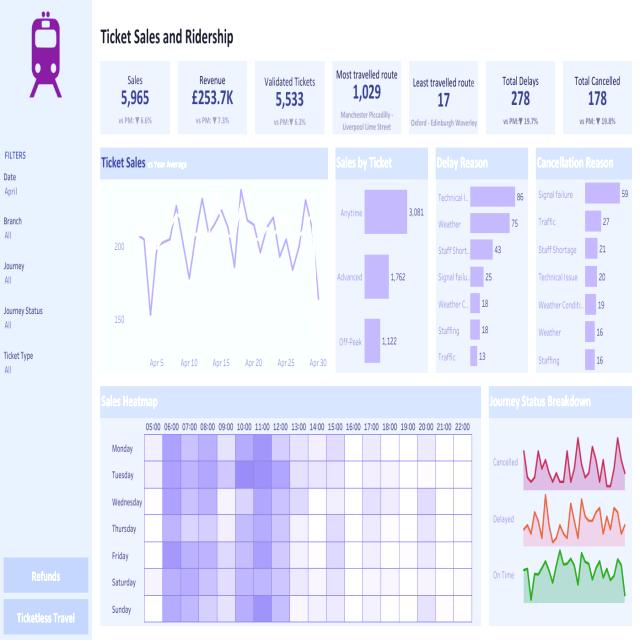 Ticket Sales and Ridership
Sales
5,965
vs PM:▼ 6.6%
Revenue
£253.7K
vs PM:▼ 7.3%
Validated Tickets
5,533
vs PM:▼ 6.3%
Most travelled route
1,029
Manchester Piccadilly -
Liverpool Lime Street
Least travelled route
17
Oxford - Edinburgh Waverley
Total Delays
278
vs PM:▼ 19.7%
Total Cancelled
178
vs PM:▼ 19.8%
FILTERS
Date
April
Branch
All
Journey
All
Journey Status
All
Ticket Type
All
Refunds
Ticketless Travel
Ticket Sales vs Year Average
200
150
Apr 5 Apr 10 Apr 15 Apr 20 Apr 25 Apr 30
Sales by Ticket
Anytime 3,081
Advanced 1,762
Off-Peak 1,122
Delay Reason
Technical I.. 86
Weather 75
Staff Short.. 43
Signal failu.. 25
Weather C.. 18
Staffing 18
Traffic 13
Cancellation Reason
Signal failure 59
Traffic 27
Staff Shortage 21
Technical Issue 20
Weather Conditi.. 19
Weather 16
Staffing 16
Sales Heatmap
05:00 06:00 07:00 08:00 09:00 10:00 11:00 12:00 13:00 14:00 15:00 16:00 17:00 18:00 19:00 20:00 21:00 22:00
Monday
Tuesday
Wednesday
Thursday
Friday
Saturday
Sunday
Journey Status Breakdown
Cancelled
Delayed
On Time